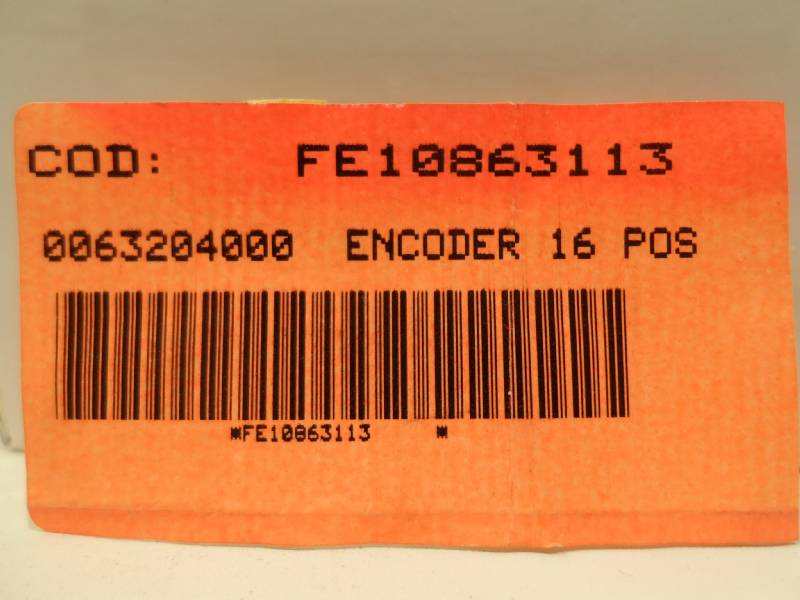 COD: FE10863113
0063204000 ENCODER 16 POS
*FE10863113 *